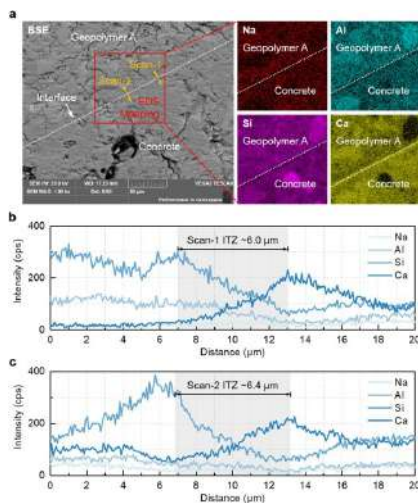 a
BSE
Geopolymer A
Scan-1
Scan-2
Interface
EDS
Mapping
Concrete
Na
Geopolymer A
Concrete
Al
Geopolymer A
Concrete
Si
Geopolymer A
Concrete
Ca
Geopolymer A
Concrete
b
Intensity (cps)
400
200
0
Scan-1 ITZ ~6.0 μm
Na
Al
Si
Ca
0 2 4 6 8 10 12 14 16 18 20
Distance (μm)
c
Intensity (cps)
400
200
0
Scan-2 ITZ ~6.4 μm
Na
Al
Si
Ca
0 2 4 6 8 10 12 14 16 18 20
Distance (μm)